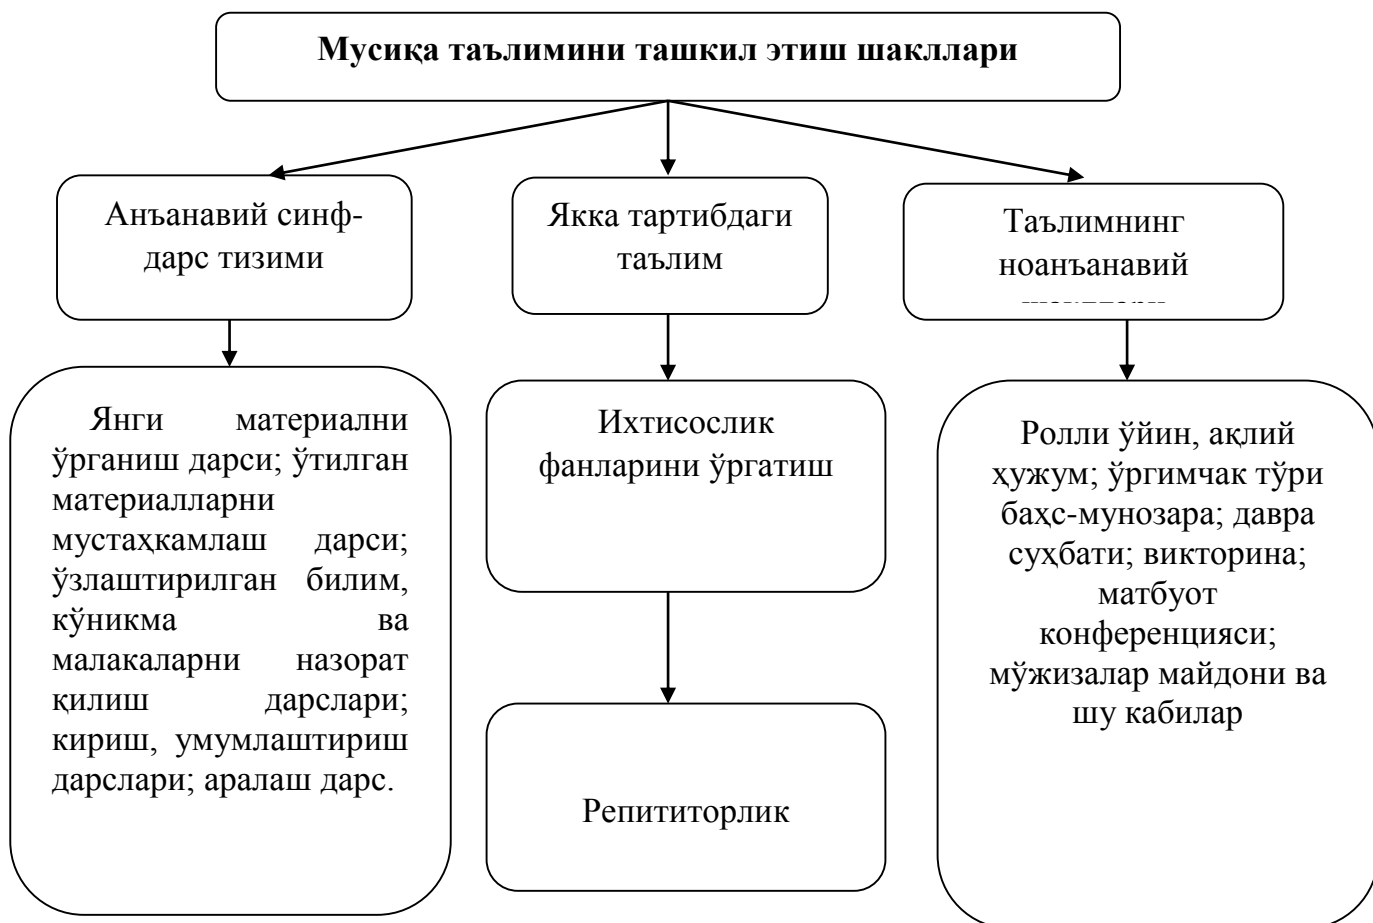 Мусиқа таълимини ташкил этиш шакллари
Анъанавий синф-
дарс тизими
Якка тартибдаги
таълим
Таълимнинг
ноанъанавий
Янги материални
ўрганиш дарси; ўтилган
материалларни
мустаҳкамлаш дарси;
ўзлаштирилган билим,
кўникма ва
малакаларни назорат
қилиш дарслари;
кириш, умумлаштириш
дарслари; аралаш дарс.
Ихтисослик
фанларини ўргатиш
Репититорлик
Ролли ўйин, ақлий
ҳужум; ўргимчак тўри
баҳс-мунозара; давра
суҳбати; викторина;
матбуот
конференцияси;
мўжизалар майдони ва
шу кабилар